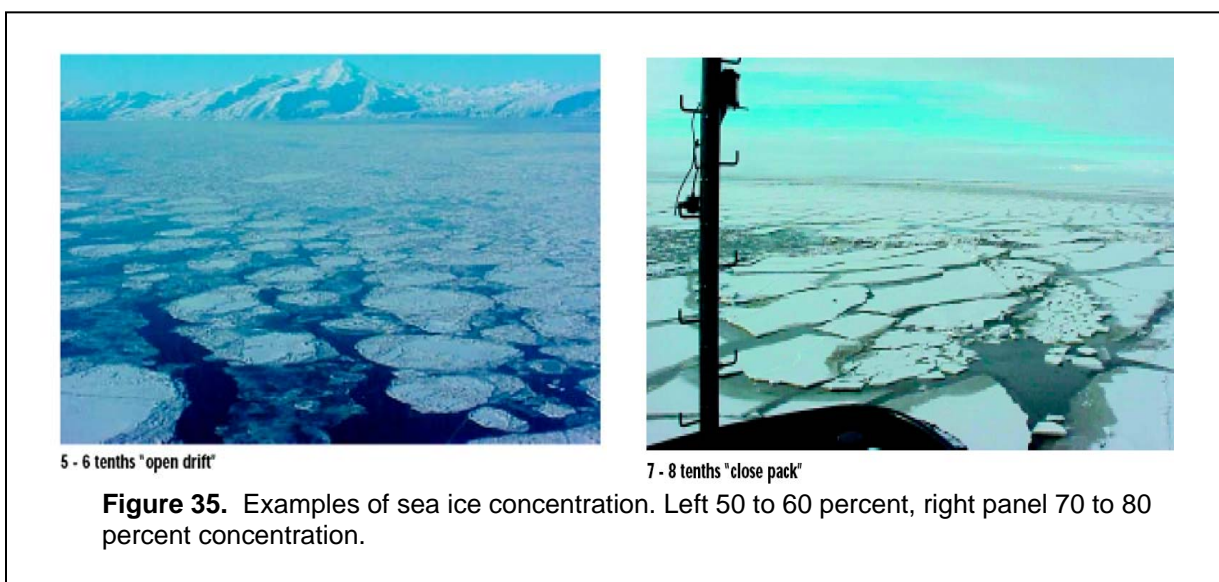 5 - 6 tenths "open drift"
7 - 8 tenths "close pack"
Figure 35. Examples of sea ice concentration. Left 50 to 60 percent, right panel 70 to 80
percent concentration.